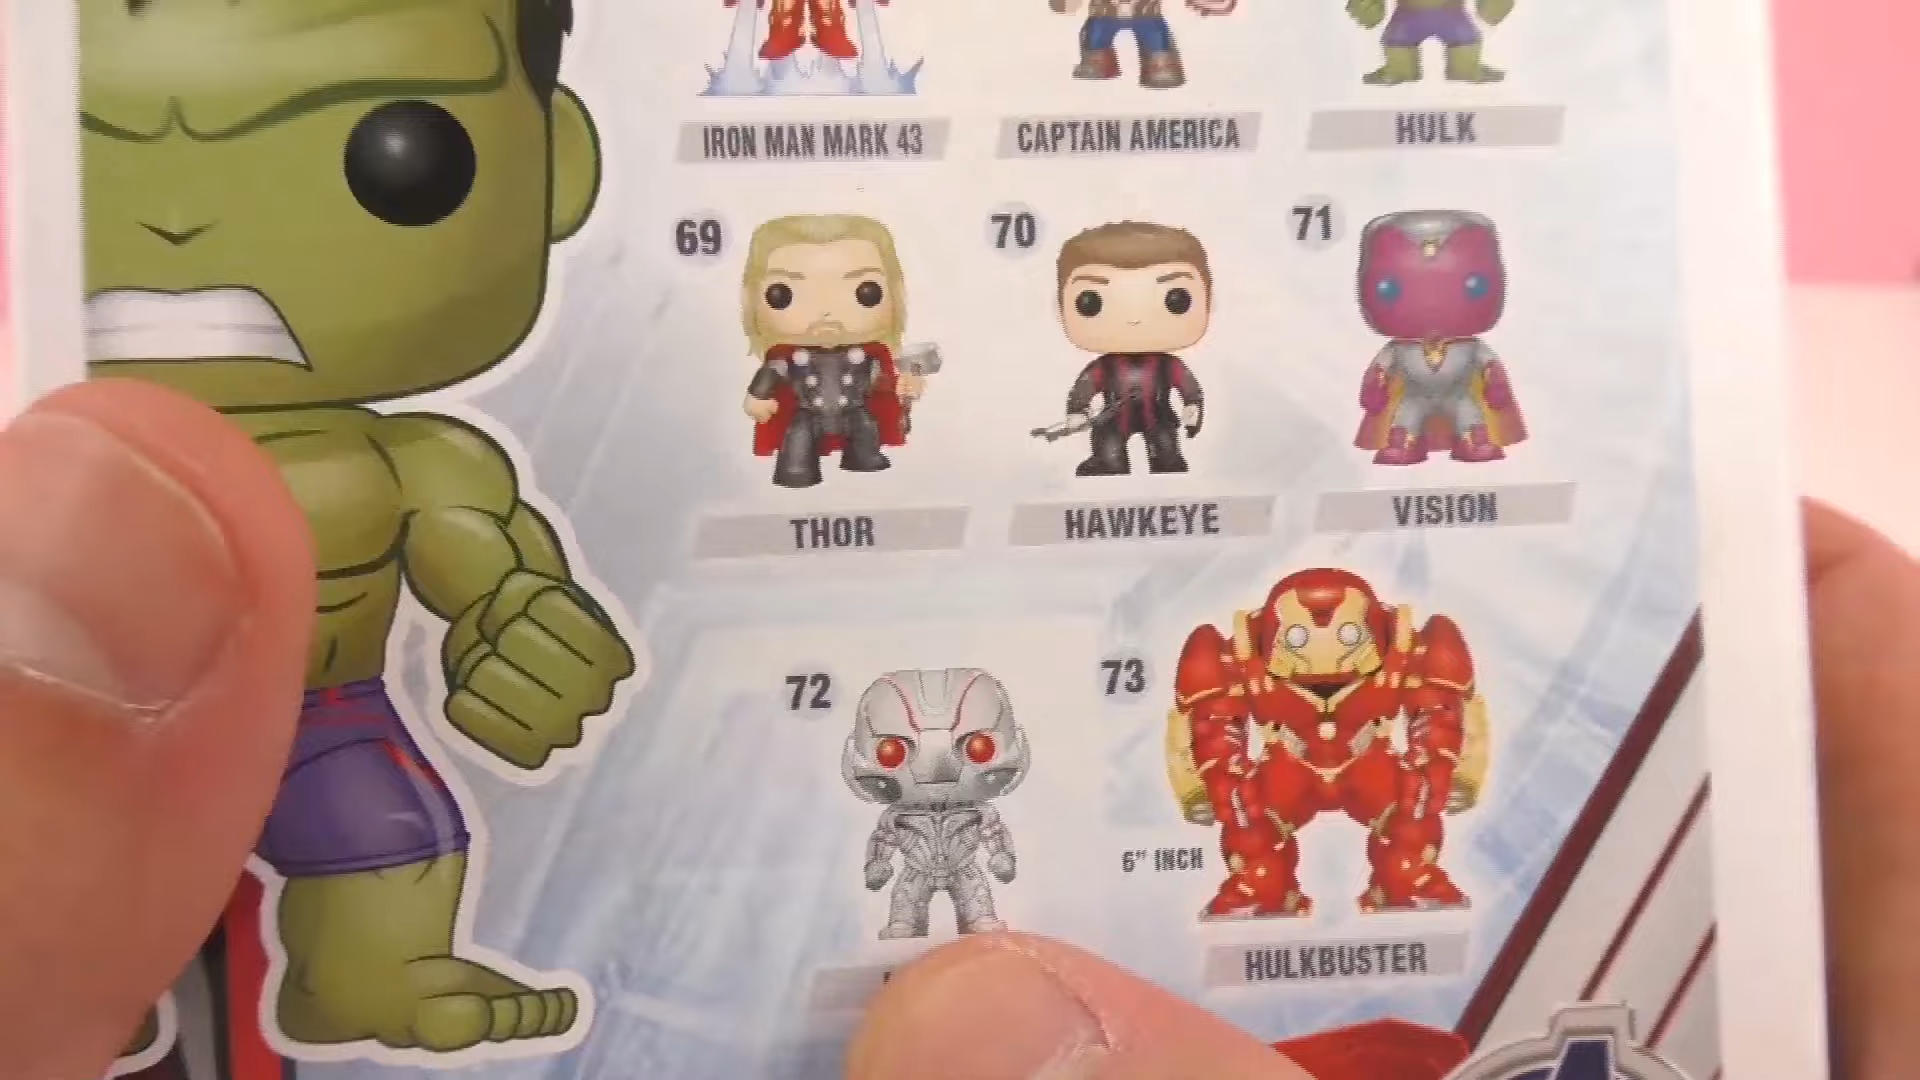 IRON MAN MARK 43
CAPTAIN AMERICA
HULK
69
70
71
THOR
HAWKEYE
VISION
72
73
6" INCH
HULKBUSTER